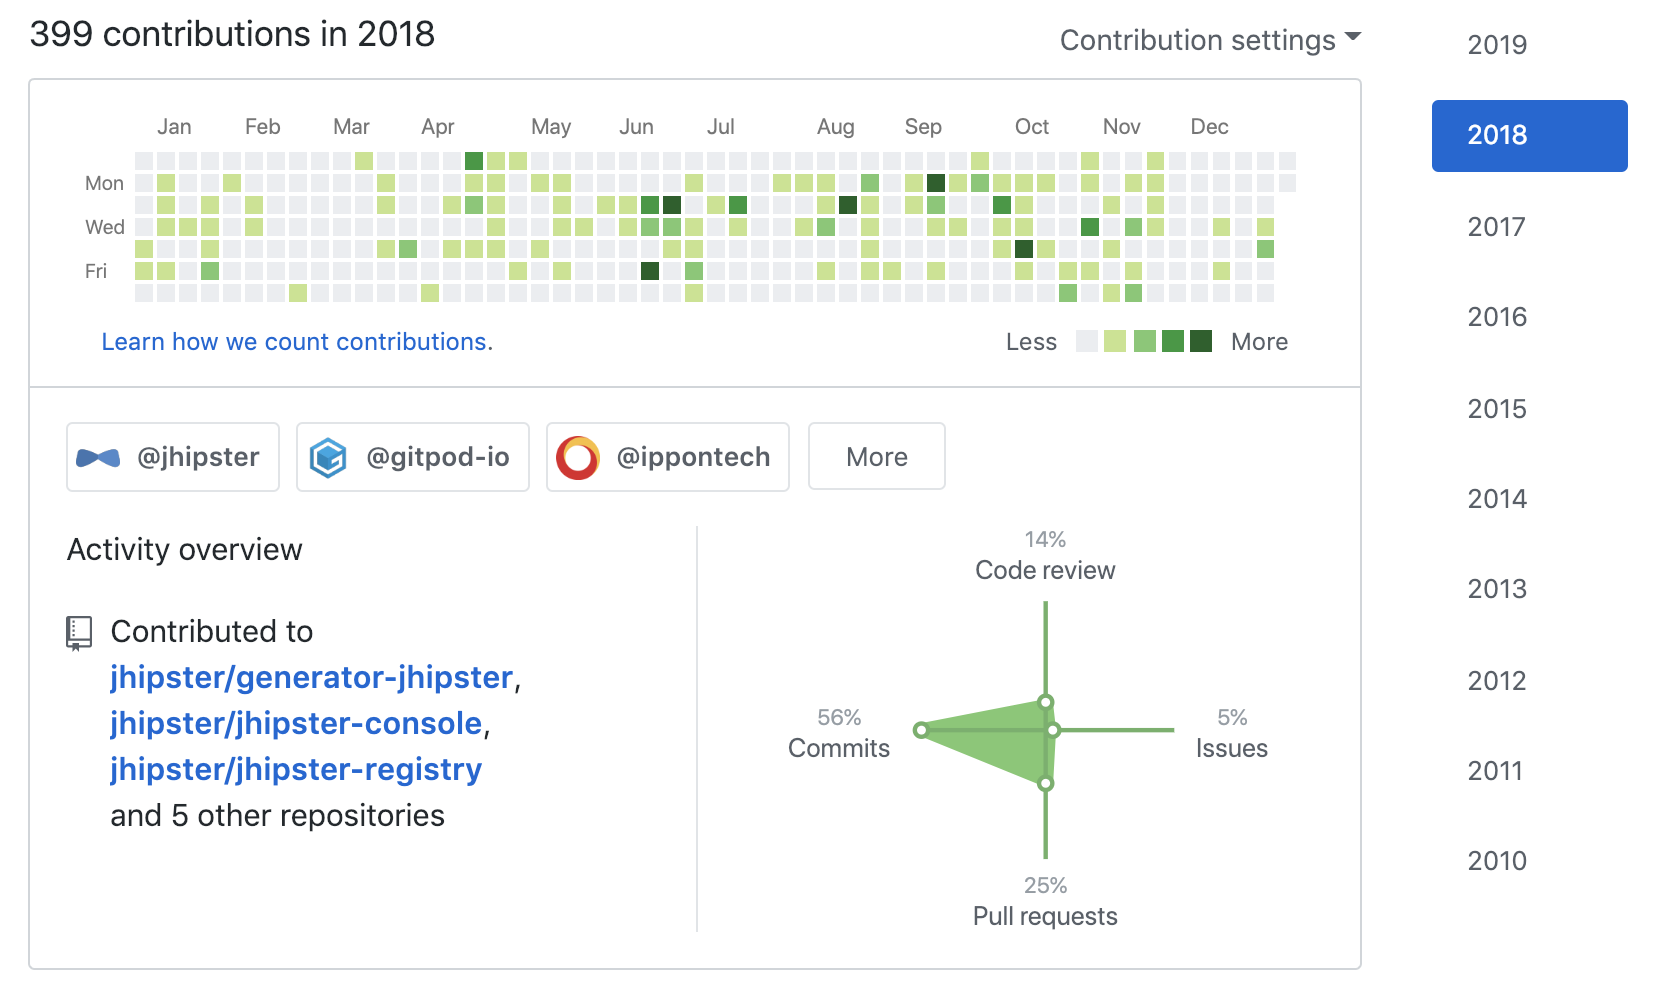 399 contributions in 2018
Contribution settings
Jan Feb Mar Apr May Jun Jul Aug Sep Oct Nov Dec
Mon
Wed
Fri
Learn how we count contributions.
Less More
@jhipster @gitpod-io @ippontech More
Activity overview
Contributed to
jhipster/generator-jhipster,
jhipster/jhipster-console,
jhipster/jhipster-registry
and 5 other repositories
14%
Code review
56%
Commits
5%
Issues
25%
Pull requests
2019
2018
2017
2016
2015
2014
2013
2012
2011
2010